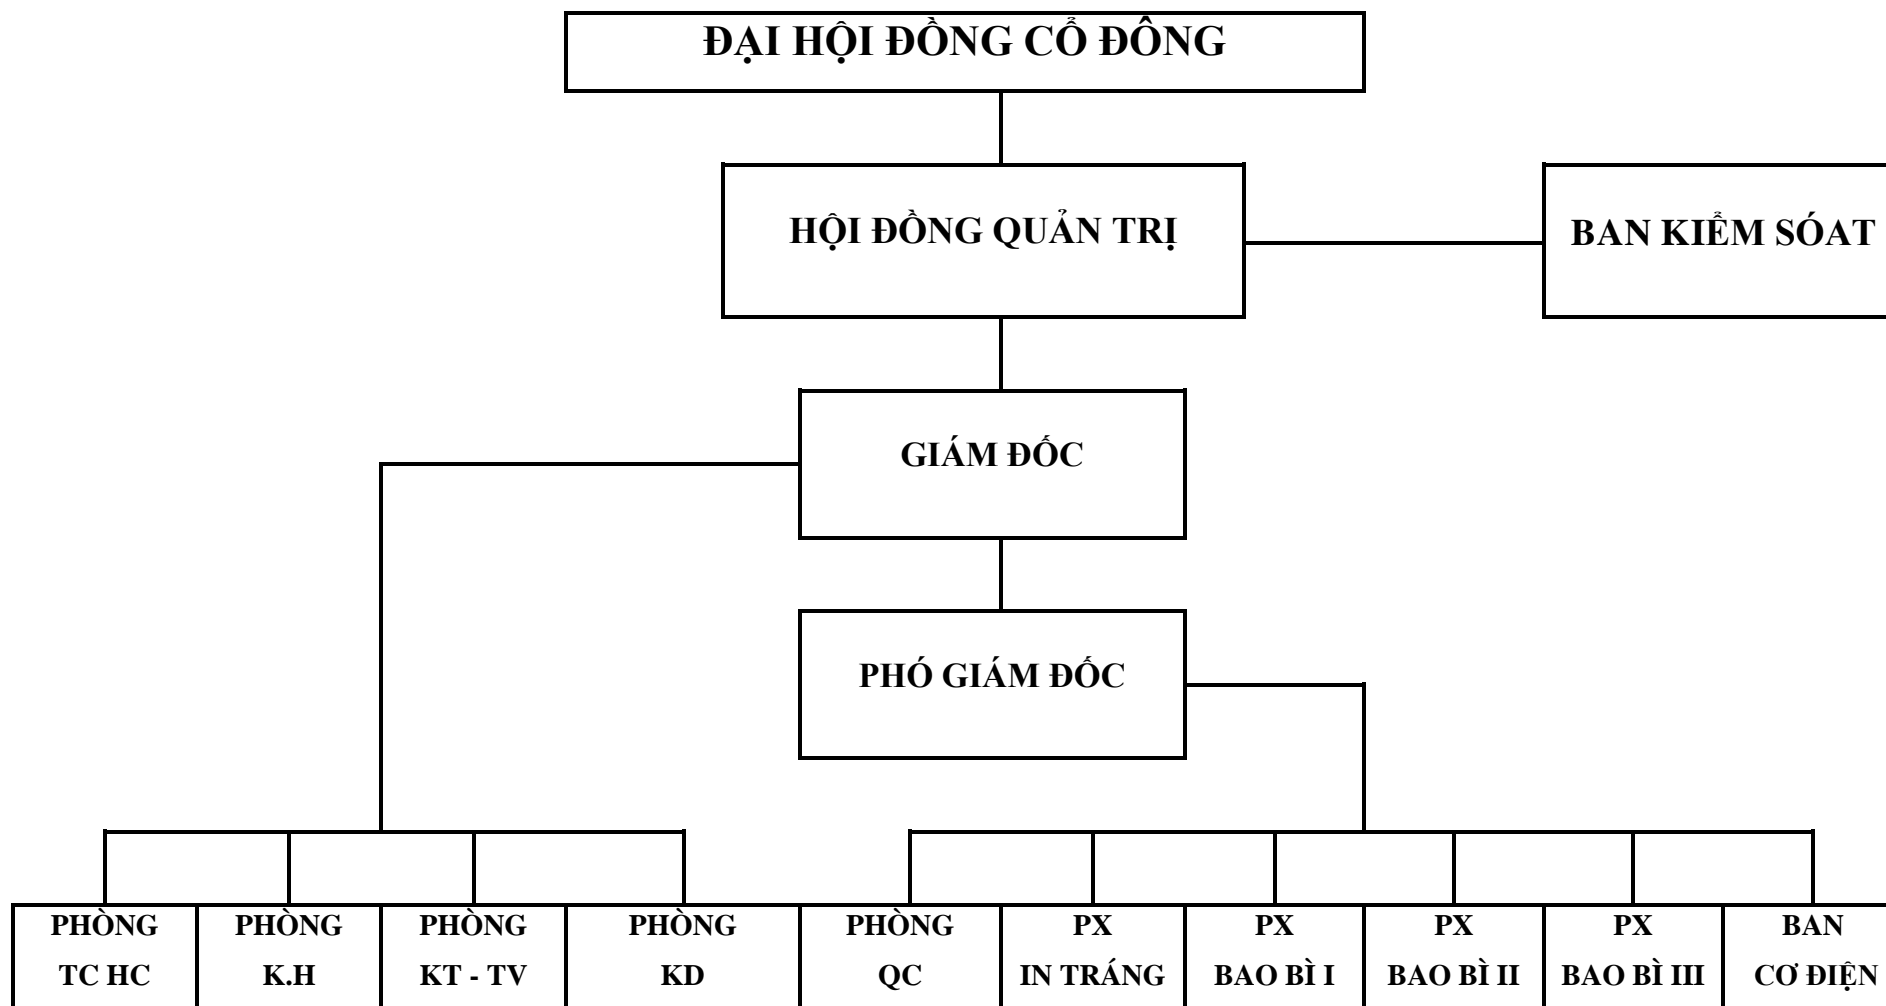 ĐẠI HỘI ĐỒNG CỔ ĐÔNG
HỘI ĐỒNG QUẢN TRỊ
BAN KIỂM SÓAT
GIÁM ĐỐC
PHÓ GIÁM ĐỐC
PHÒNG
TC HC
PHÒNG
K.H
PHÒNG
KT - TV
PHÒNG
KD
PHÒNG
QC
PX
IN TRÁNG
PX
BAO BÌ I
PX
BAO BÌ II
PX
BAO BÌ III
BAN
CƠ ĐIỆN